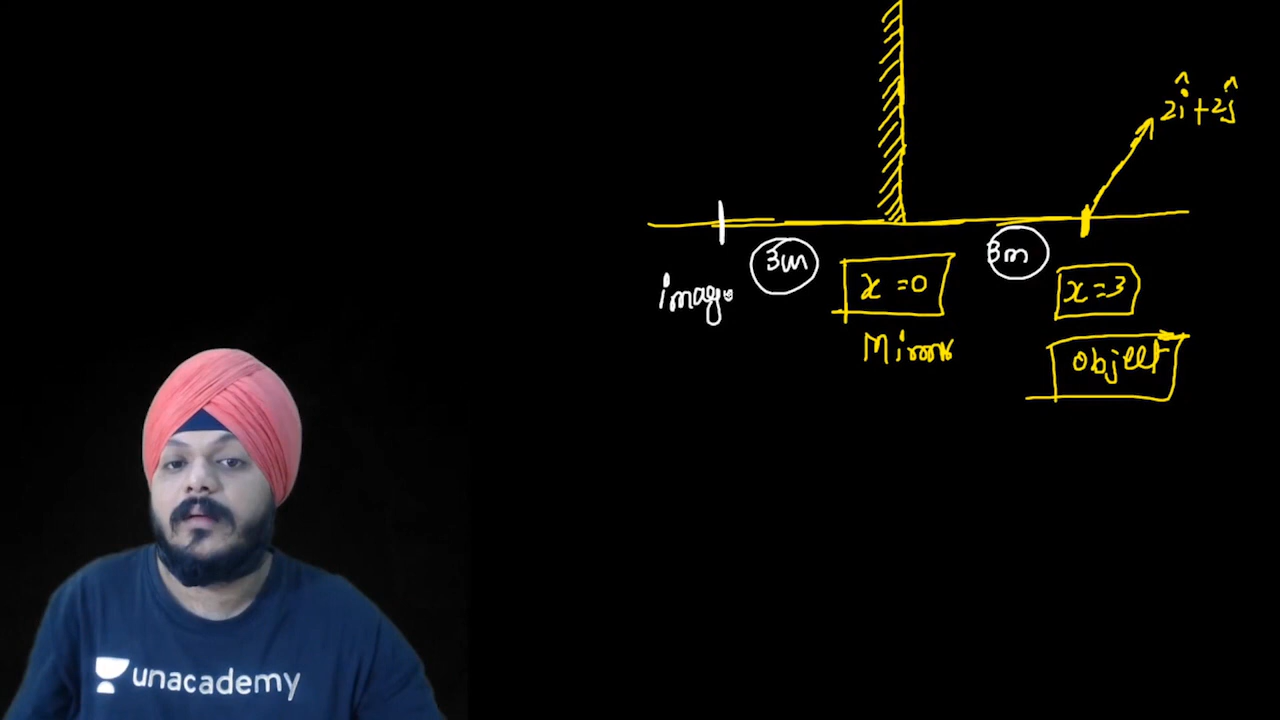 2î+2ĵ
3m
3m
image
x=0
x=3
Mirror
object
unacademy